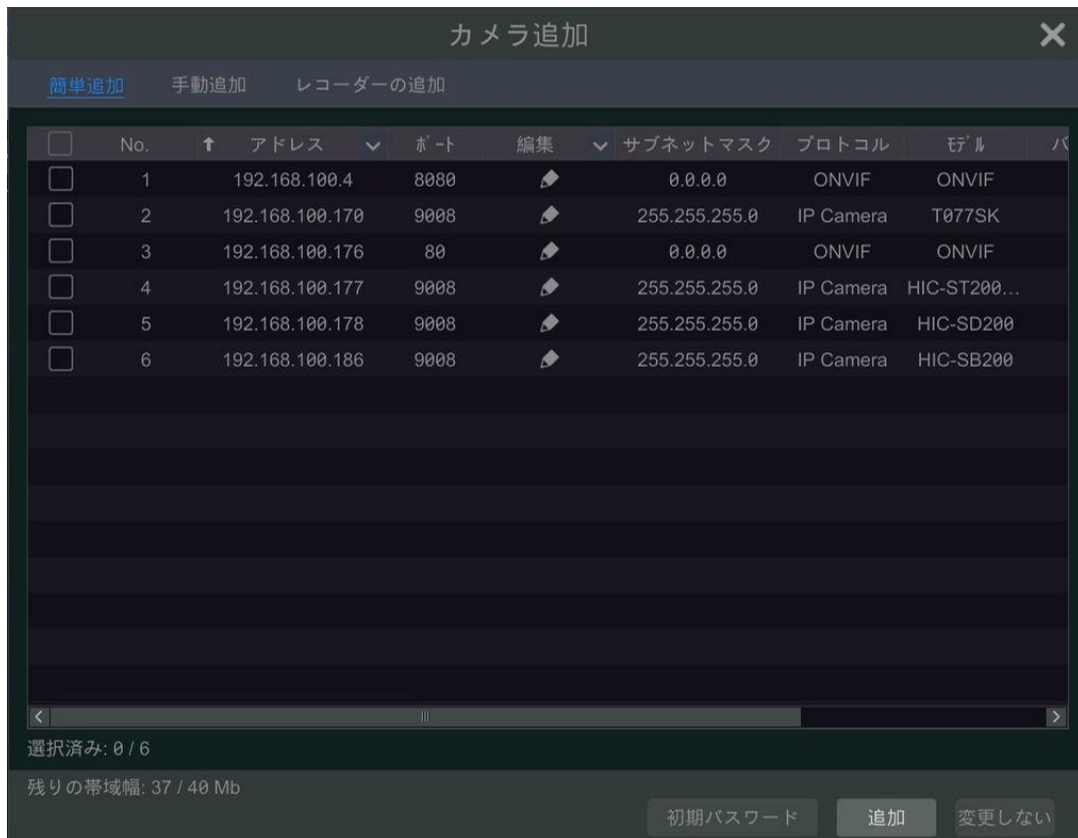 カメラ追加
簡単追加 手動追加 レコーダーの追加
No. アドレス ポート 編集 サブネットマスク プロトコル モデル バ
1 192.168.100.4 8080 0.0.0.0 ONVIF ONVIF
2 192.168.100.170 9008 255.255.255.0 IP Camera T077SK
3 192.168.100.176 80 0.0.0.0 ONVIF ONVIF
4 192.168.100.177 9008 255.255.255.0 IP Camera HIC-ST200...
5 192.168.100.178 9008 255.255.255.0 IP Camera HIC-SD200
6 192.168.100.186 9008 255.255.255.0 IP Camera HIC-SB200
選択済み: 0 / 6
残りの帯域幅: 37 / 40 Mb
初期パスワード 追加 変更しない